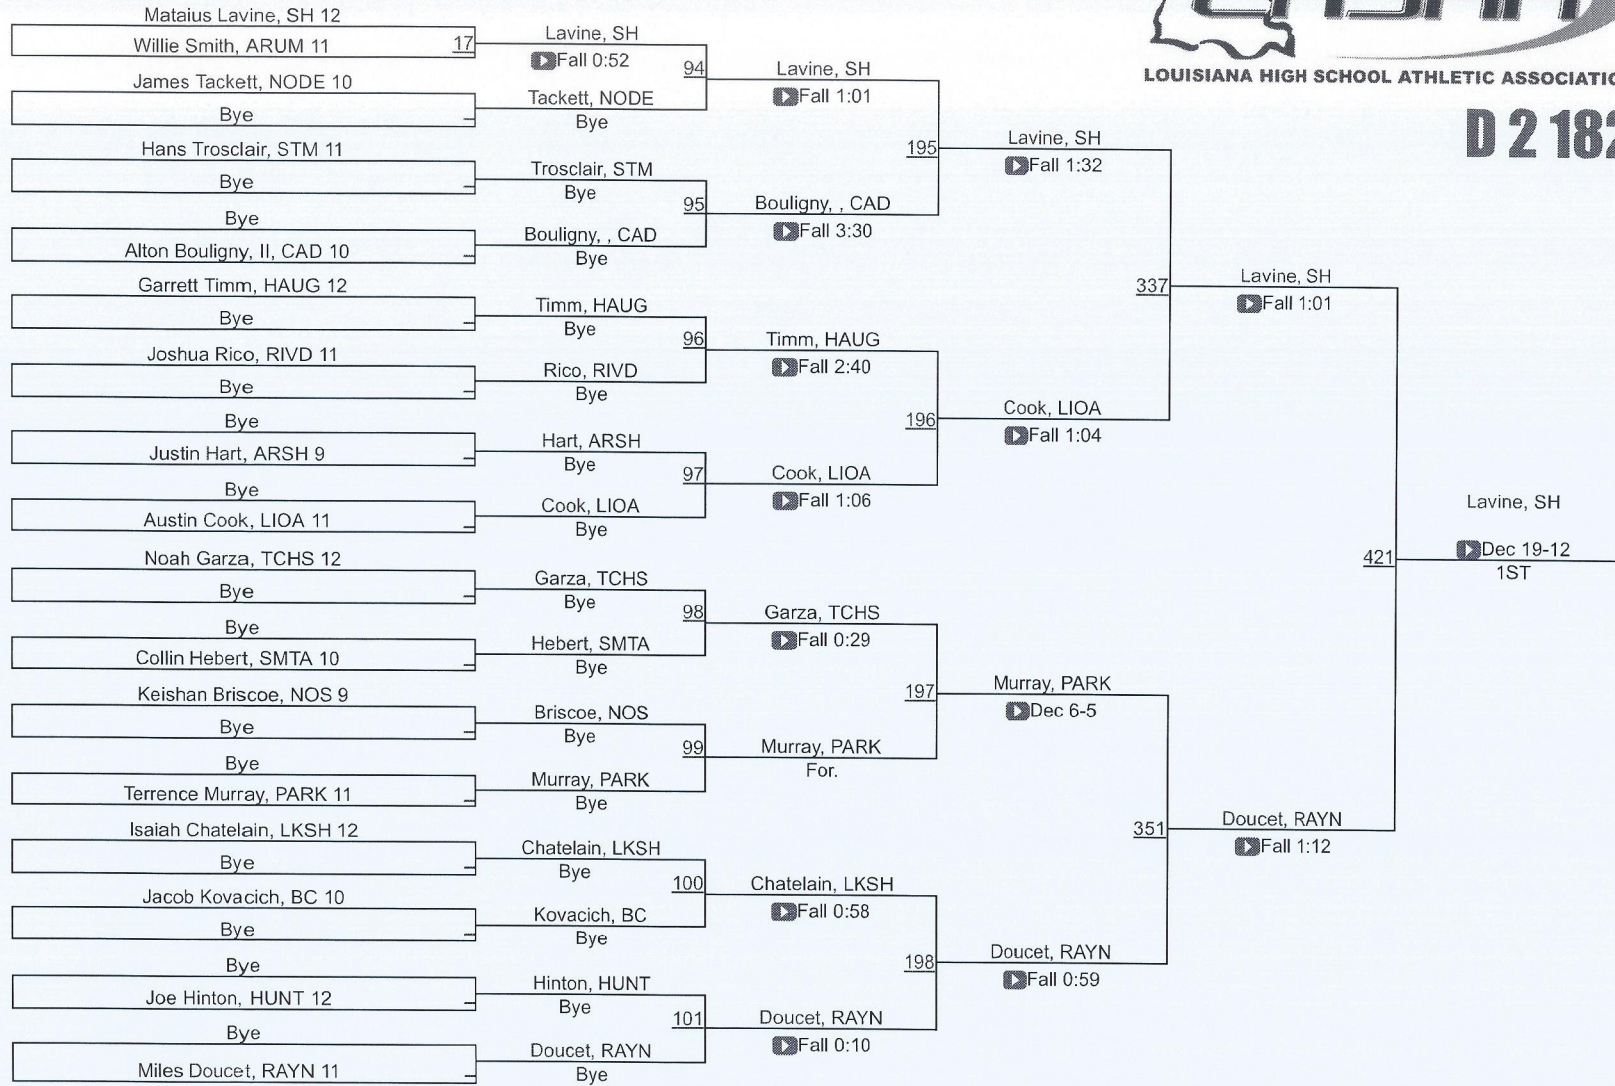 Mataius Lavine, SH 12
Willie Smith, ARUM 11
17
James Tackett, NODE 10
Bye
Hans Trosclair, STM 11
Bye
Bye
Alton Bouligny, II, CAD 10
Garrett Timm, HAUG 12
Bye
Joshua Rico, RIVD 11
Bye
Bye
Justin Hart, ARSH 9
Bye
Austin Cook, LIOA 11
Noah Garza, TCHS 12
Bye
Bye
Collin Hebert, SMTA 10
Keishan Briscoe, NOS 9
Bye
Bye
Terrence Murray, PARK 11
Isaiah Chatelain, LKSH 12
Bye
Jacob Kovacich, BC 10
Bye
Bye
Joe Hinton, HUNT 12
Bye
Miles Doucet, RAYN 11
Lavine, SH
Fall 0:52
94
Tackett, NODE
Bye
Trosclair, STM
Bye
95
Bouligny, , CAD
Bye
Timm, HAUG
Bye
96
Rico, RIVD
Bye
Hart, ARSH
Bye
97
Cook, LIOA
Bye
Garza, TCHS
Bye
98
Hebert, SMTA
Bye
Briscoe, NOS
Bye
99
Murray, PARK
Bye
Chatelain, LKSH
Bye
100
Kovacich, BC
Bye
Hinton, HUNT
Bye
101
Doucet, RAYN
Bye
Lavine, SH
Fall 1:01
195
Bouligny, , CAD
Fall 3:30
Timm, HAUG
Fall 2:40
196
Cook, LIOA
Fall 1:06
Garza, TCHS
Fall 0:29
197
Murray, PARK
For.
Chatelain, LKSH
Fall 0:58
198
Doucet, RAYN
Fall 0:10
Lavine, SH
Fall 1:32
337
Cook, LIOA
Fall 1:04
Murray, PARK
Dec 6-5
351
Doucet, RAYN
Fall 0:59
Lavine, SH
Fall 1:01
421
Doucet, RAYN
Fall 1:12
Lavine, SH
Dec 19-12
1ST
LOUISIANA HIGH SCHOOL ATHLETIC ASSOCIATIO
D 2 182